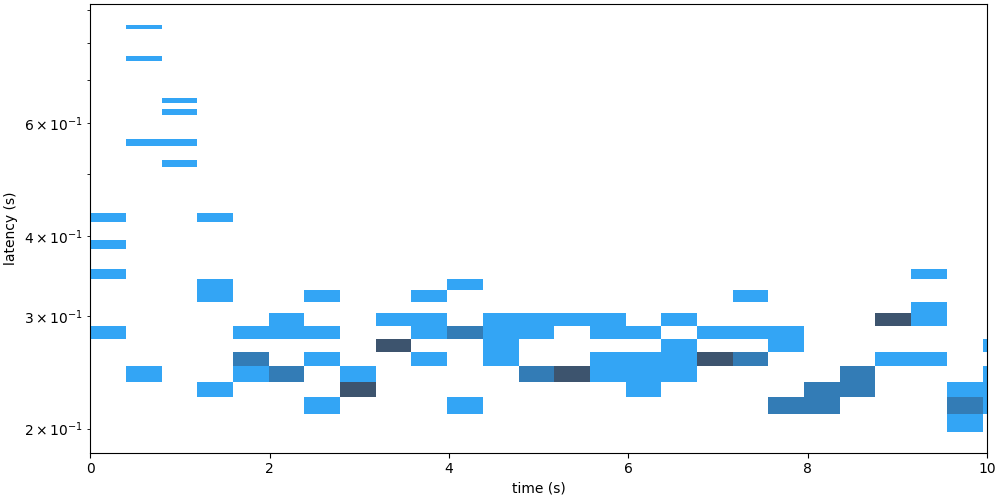 latency (s)
6 × 10⁻¹
4 × 10⁻¹
3 × 10⁻¹
2 × 10⁻¹
0 2 4 6 8 10
time (s)